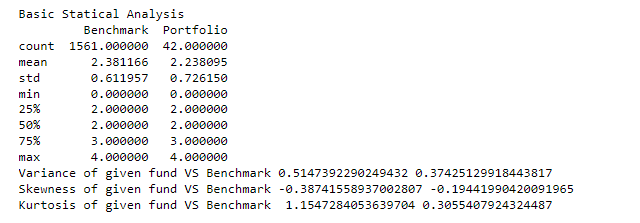 Basic Statical Analysis
Benchmark Portfolio
count 1561.000000 42.000000
mean 2.381166 2.238095
std 0.611957 0.726150
min 0.000000 0.000000
25% 2.000000 2.000000
50% 2.000000 2.000000
75% 3.000000 3.000000
max 4.000000 4.000000
Variance of given fund VS Benchmark 0.5147392290249432 0.37425129918443817
Skewness of given fund VS Benchmark -0.38741558937002807 -0.19441990420091965
Kurtosis of given fund VS Benchmark 1.1547284053639704 0.3055407924324487